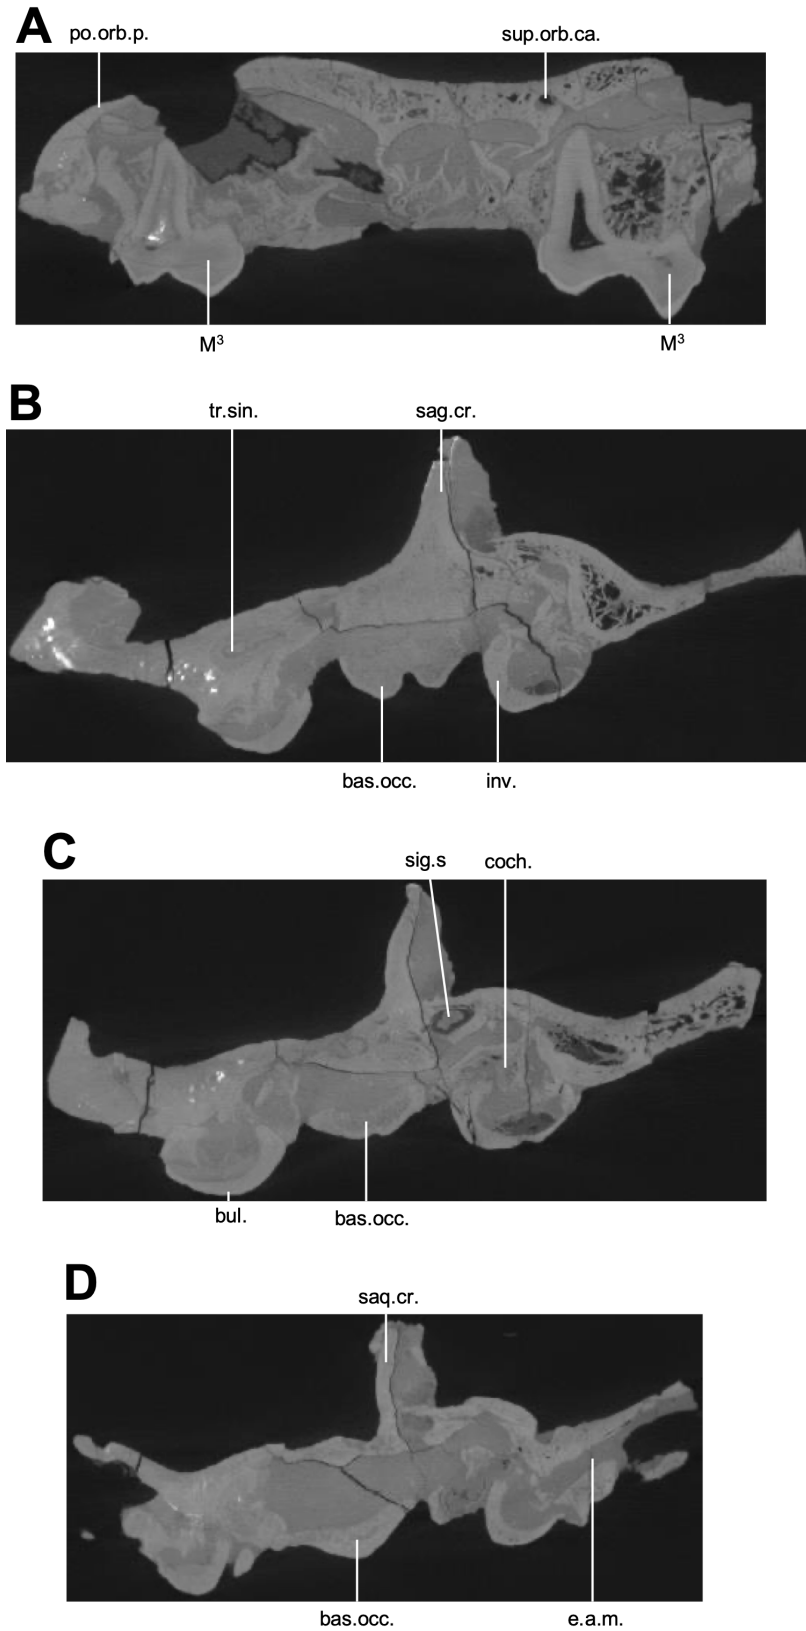 A
po.orb.p. sup.orb.ca.
M³ M³
B
tr.sin. sag.cr.
bas.occ. inv.
C
sig.s coch.
bul. bas.occ.
D
saq.cr.
bas.occ. e.a.m.